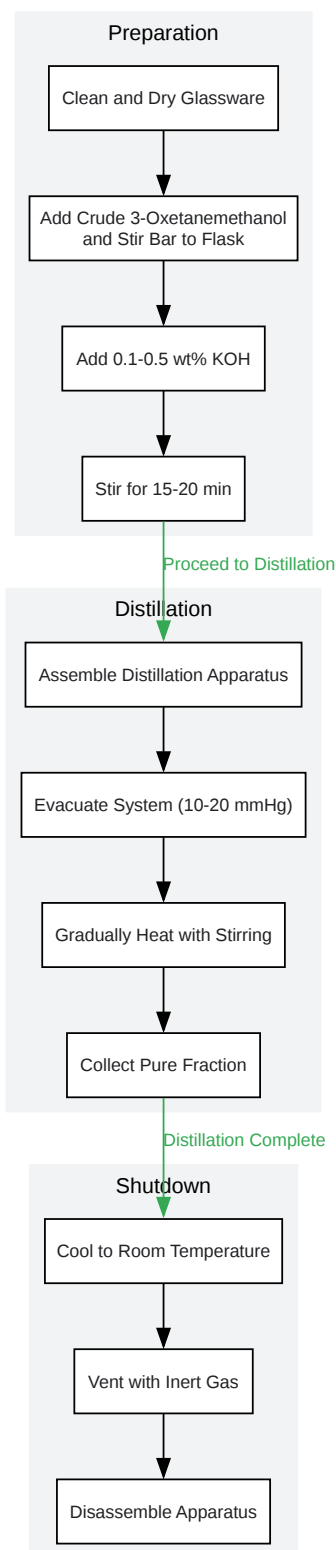 Preparation
Clean and Dry Glassware
Add Crude 3-Oxetanemethanol
and Stir Bar to Flask
Add 0.1-0.5 wt% KOH
Stir for 15-20 min
Proceed to Distillation
Distillation
Assemble Distillation Apparatus
Evacuate System (10-20 mmHg)
Gradually Heat with Stirring
Collect Pure Fraction
Distillation Complete
Shutdown
Cool to Room Temperature
Vent with Inert Gas
Disassemble Apparatus